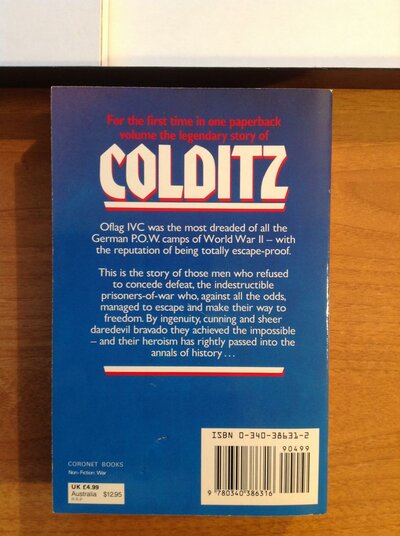 For the first time in one paperback
volume the legendary story of
COLDITZ
Oflag IVC was the most dreaded of all the
German P.O.W. camps of World War II – with
the reputation of being totally escape-proof.
This is the story of those men who refused
to concede defeat, the indestructible
prisoners-of-war who, against all the odds,
managed to escape and make their way to
freedom. By ingenuity, cunning and sheer
daredevil bravado they achieved the impossible
– and their heroism has rightly passed into the
annals of history . . .
ISBN 0-340-38631-2
90499
9 780340 386316
CORONET BOOKS
Non-Fiction: War
UK £4.99
Australia $12.95